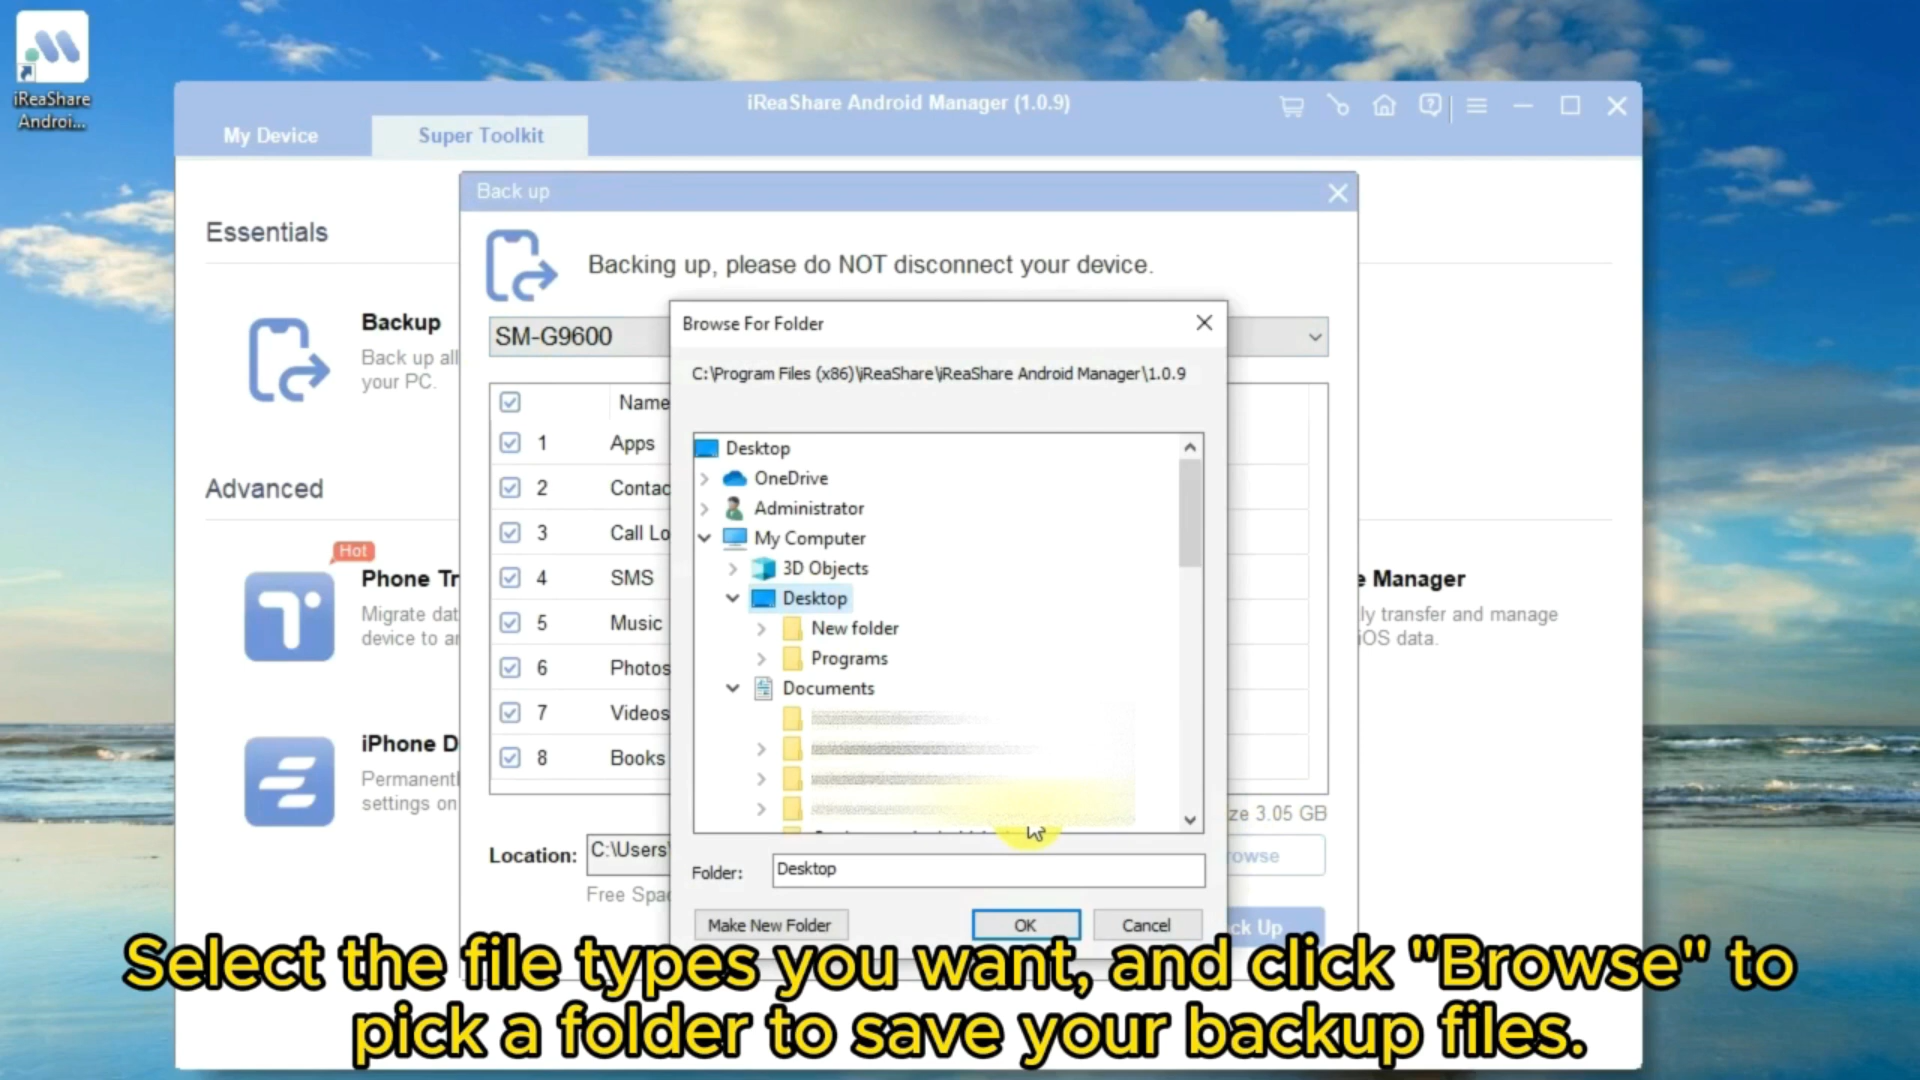 iReaShare
Androi...
iReaShare Android Manager (1.0.9)
My Device
Super Toolkit
Back up
Essentials
Backing up, please do NOT disconnect your device.
Backup
Back up all
your PC.
SM-G9600
Browse For Folder
C:\Program Files (x86)\iReaShare\iReaShare Android Manager\1.0.9
Name
1 Apps
2 Contac
3 Call Lo
4 SMS
5 Music
6 Photos
7 Videos
8 Books
Desktop
OneDrive
Administrator
My Computer
3D Objects
Desktop
New folder
Programs
Documents
Advanced
Hot
Phone Tr
Migrate dat
device to an
e Manager
ly transfer and manage
iOS data.
iPhone D
Permanentl
settings on
ze 3.05 GB
Location: C:\Users\
rowse
Free Spac
Folder: Desktop
Make New Folder
OK
Cancel
ck Up
Select the file types you want, and click "Browse" to
pick a folder to save your backup files.